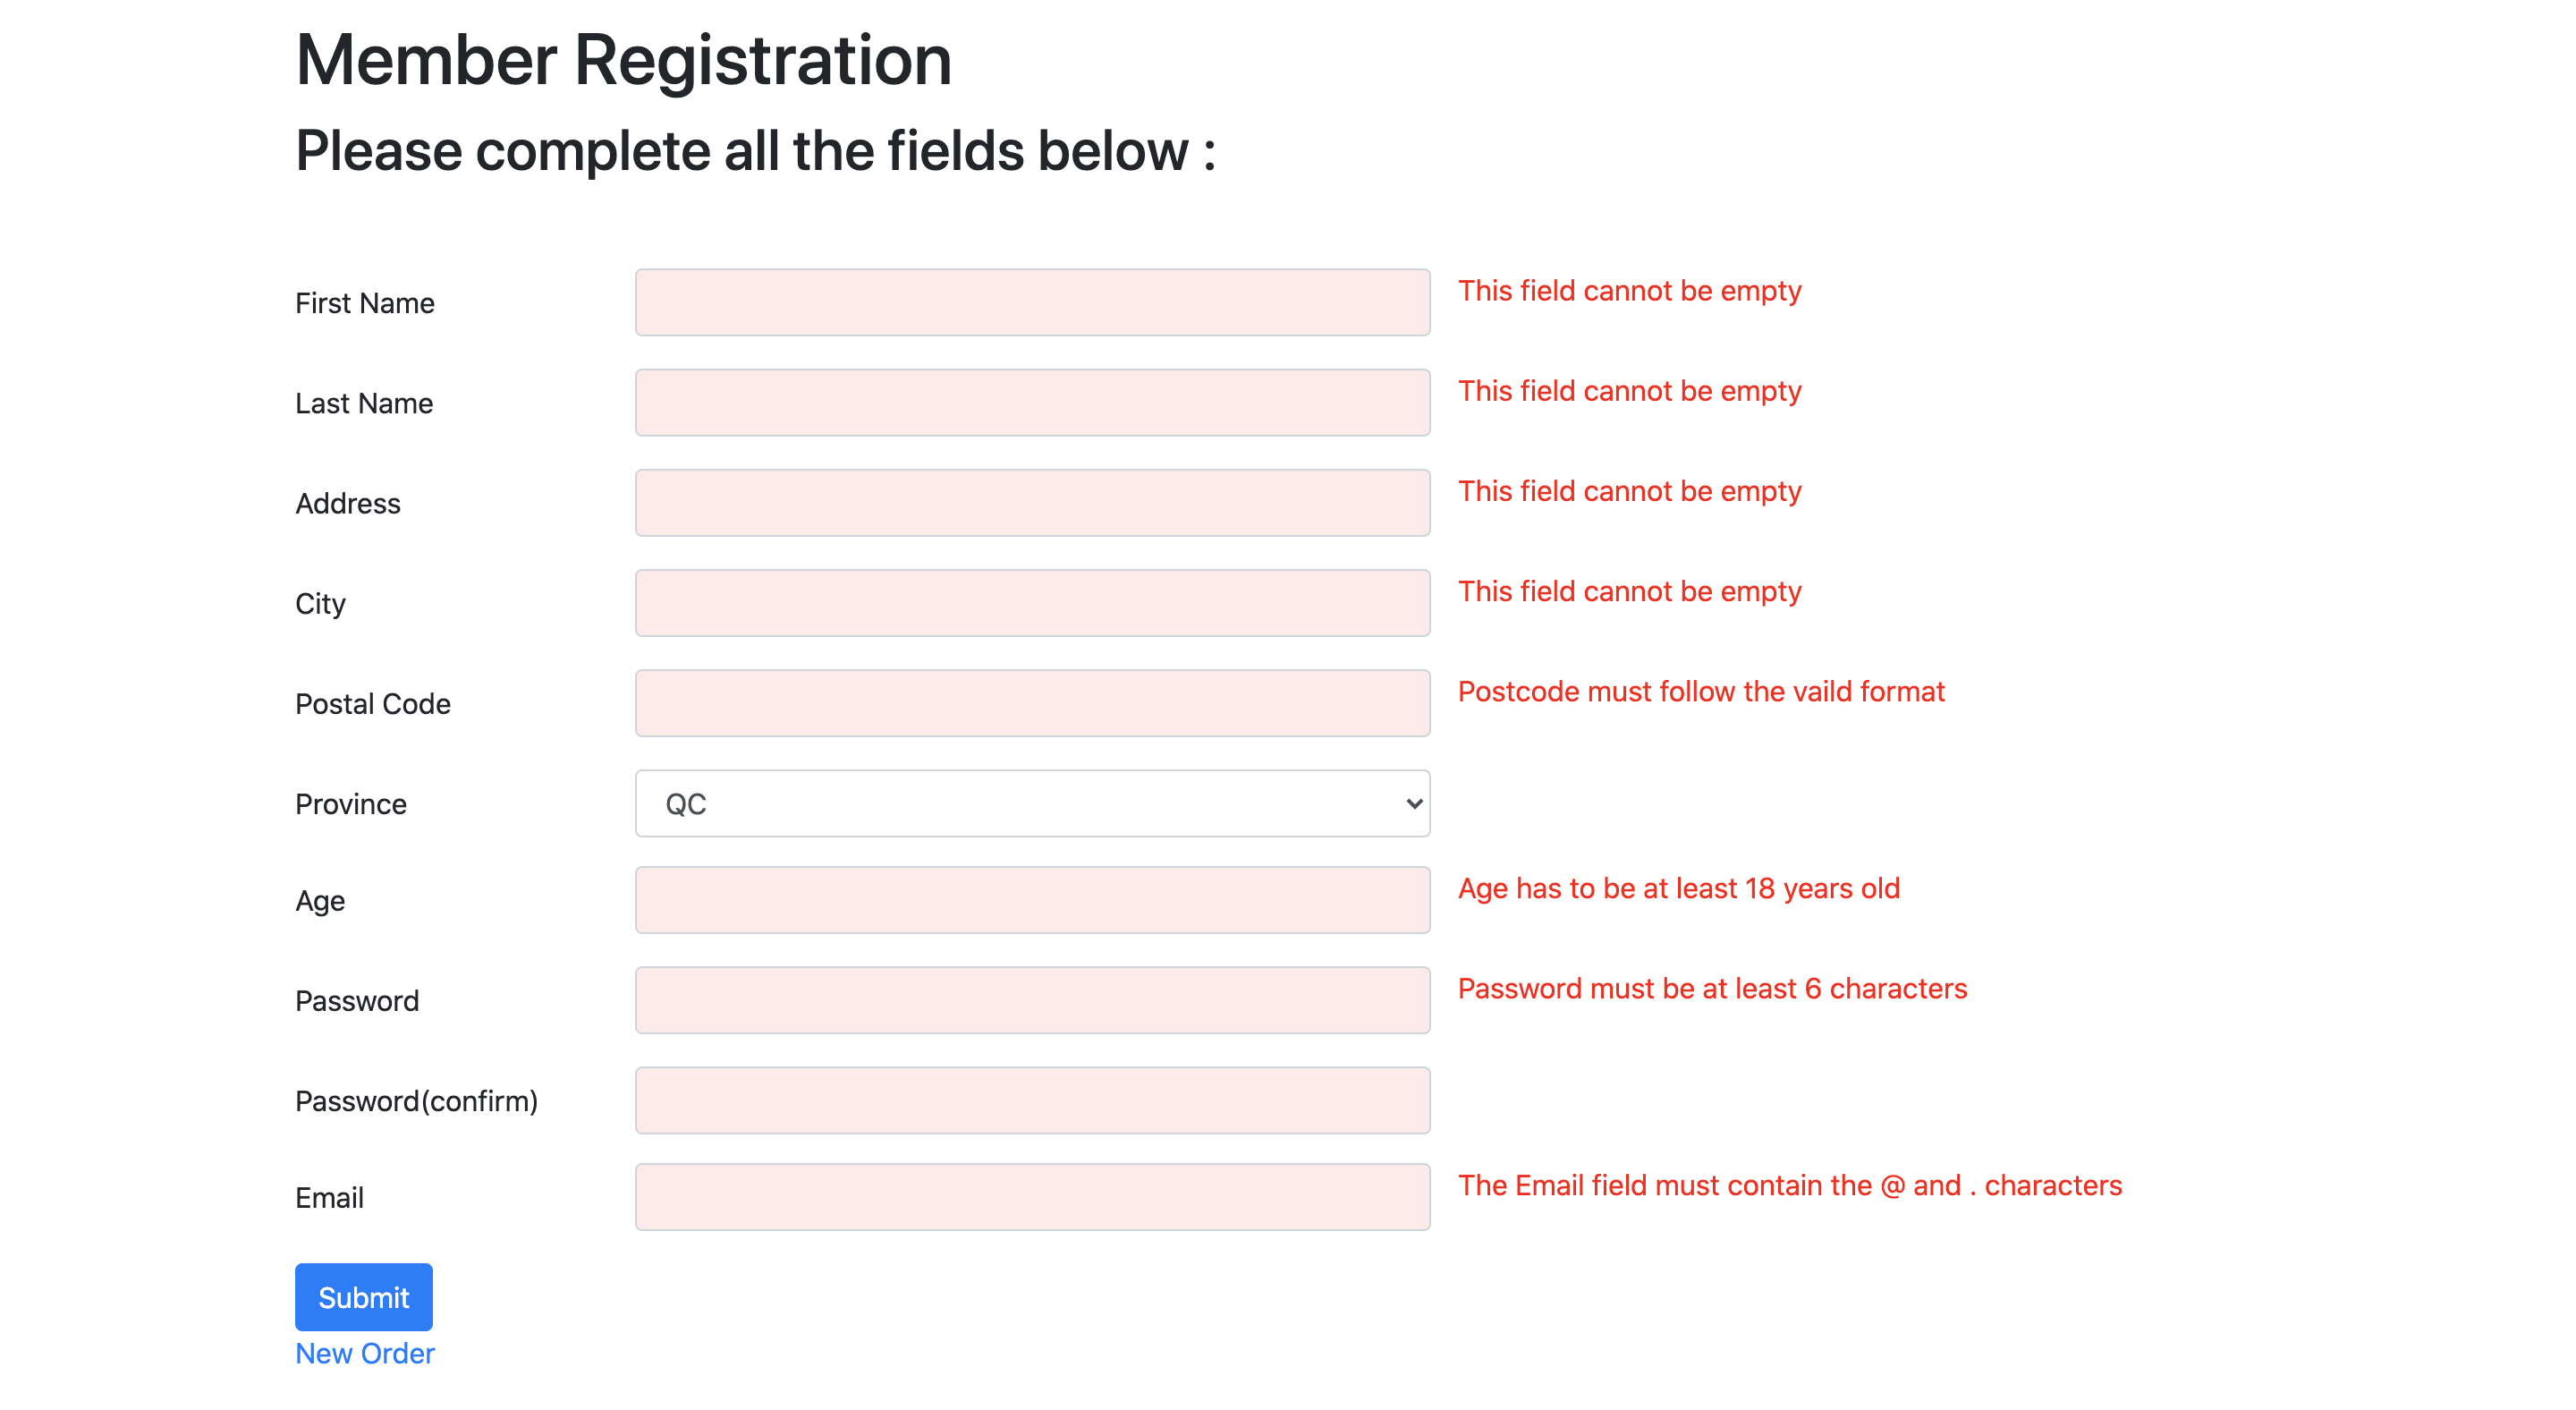 Member Registration
Please complete all the fields below :
First Name This field cannot be empty
Last Name This field cannot be empty
Address This field cannot be empty
City This field cannot be empty
Postal Code Postcode must follow the vaild format
Province QC
Age Age has to be at least 18 years old
Password Password must be at least 6 characters
Password(confirm)
Email The Email field must contain the @ and . characters
Submit
New Order